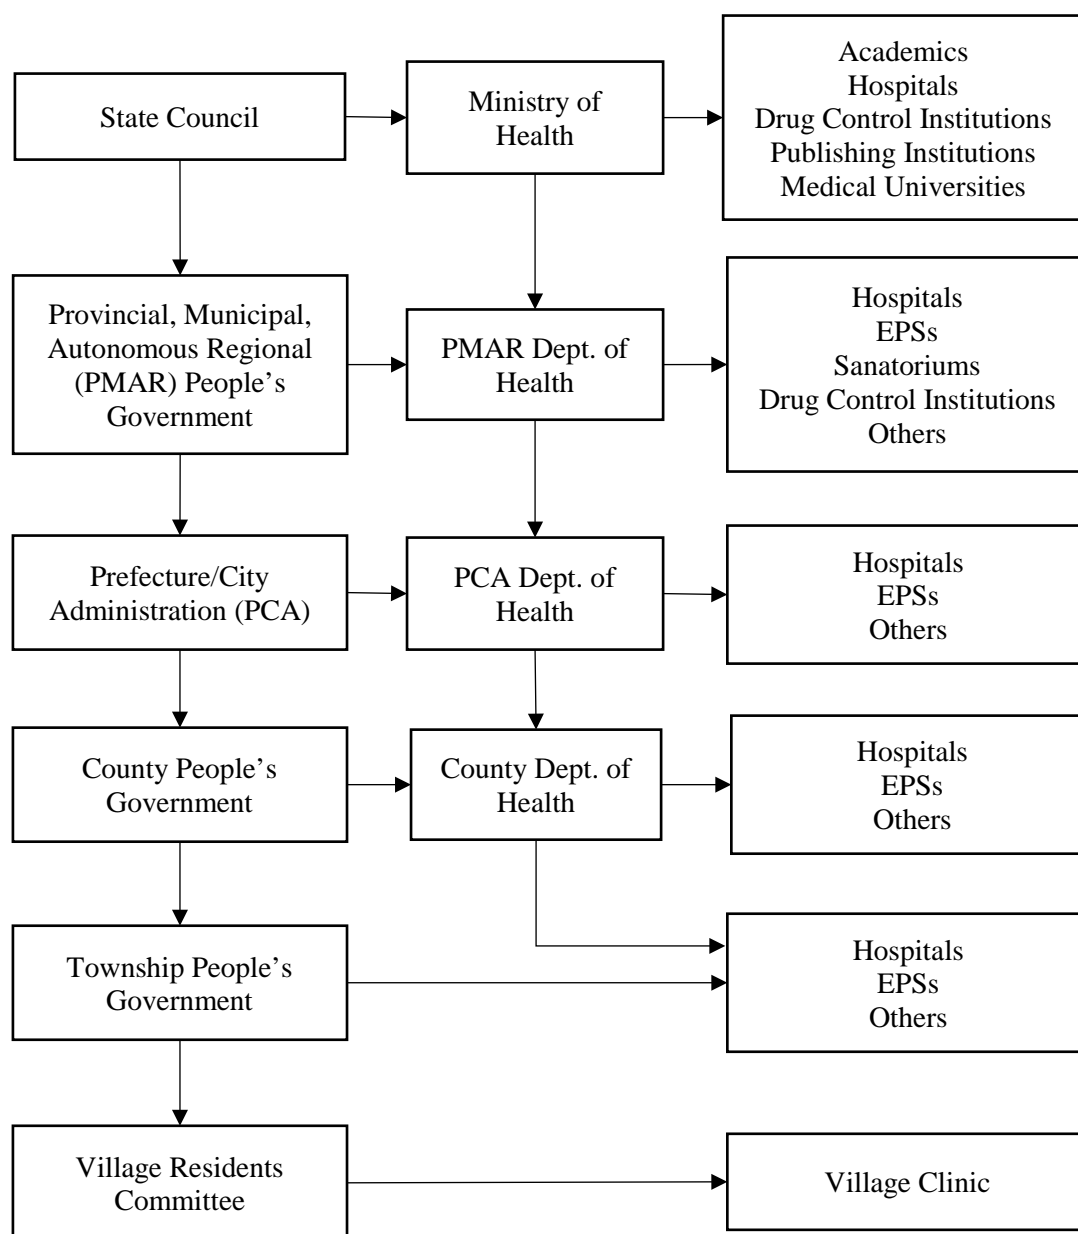 State Council
Ministry of
Health
Academics
Hospitals
Drug Control Institutions
Publishing Institutions
Medical Universities
Provincial, Municipal,
Autonomous Regional
(PMAR) People’s
Government
PMAR Dept. of
Health
Hospitals
EPSs
Sanatoriums
Drug Control Institutions
Others
Prefecture/City
Administration (PCA)
PCA Dept. of
Health
Hospitals
EPSs
Others
County People’s
Government
County Dept. of
Health
Hospitals
EPSs
Others
Township People’s
Government
Hospitals
EPSs
Others
Village Residents
Committee
Village Clinic